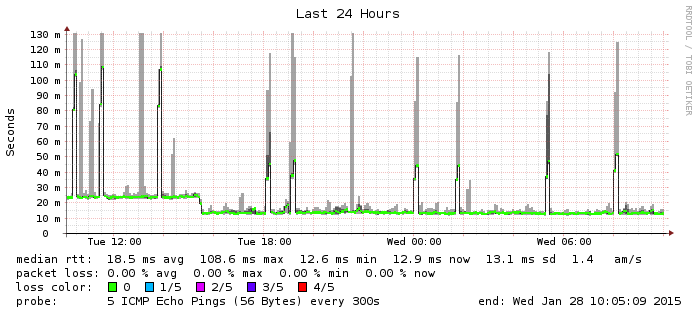 Last 24 Hours
RRDTOOL / TOBI OETIKER
Seconds
130 m
120 m
110 m
100 m
90 m
80 m
70 m
60 m
50 m
40 m
30 m
20 m
10 m
0
Tue 12:00 Tue 18:00 Wed 00:00 Wed 06:00
median rtt: 18.5 ms avg 108.6 ms max 12.6 ms min 12.9 ms now 13.1 ms sd 1.4 am/s
packet loss: 0.00 % avg 0.00 % max 0.00 % min 0.00 % now
loss color: 0 1/5 2/5 3/5 4/5
probe: 5 ICMP Echo Pings (56 Bytes) every 300s end: Wed Jan 28 10:05:09 2015